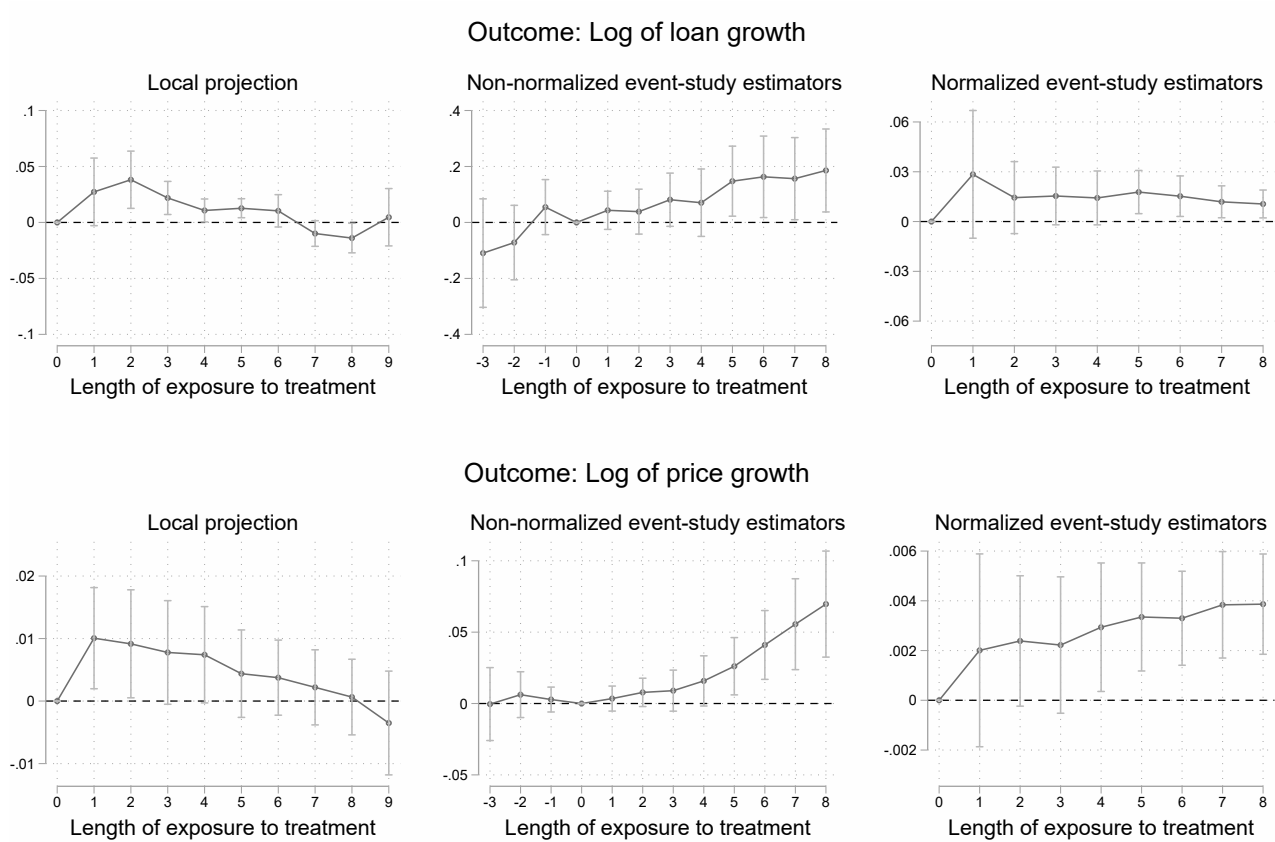 Outcome: Log of loan growth
Local projection
Non-normalized event-study estimators
Normalized event-study estimators
.1
.05
0
-.05
-.1
0 1 2 3 4 5 6 7 8 9
Length of exposure to treatment
.4
.2
0
-.2
-.4
-3 -2 -1 0 1 2 3 4 5 6 7 8
Length of exposure to treatment
.06
.03
0
-.03
-.06
0 1 2 3 4 5 6 7 8
Length of exposure to treatment
Outcome: Log of price growth
Local projection
Non-normalized event-study estimators
Normalized event-study estimators
.02
.01
0
-.01
0 1 2 3 4 5 6 7 8 9
Length of exposure to treatment
.1
.05
0
-.05
-3 -2 -1 0 1 2 3 4 5 6 7 8
Length of exposure to treatment
.006
.004
.002
0
-.002
0 1 2 3 4 5 6 7 8
Length of exposure to treatment